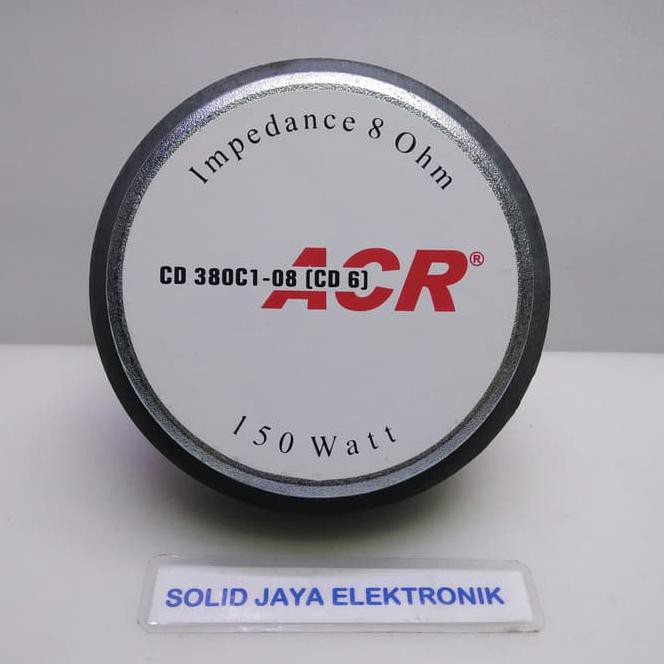 Impedance 8 Ohm
CD 380C1-08 (CD 6)
ACR®
150 Watt
SOLID JAYA ELEKTRONIK